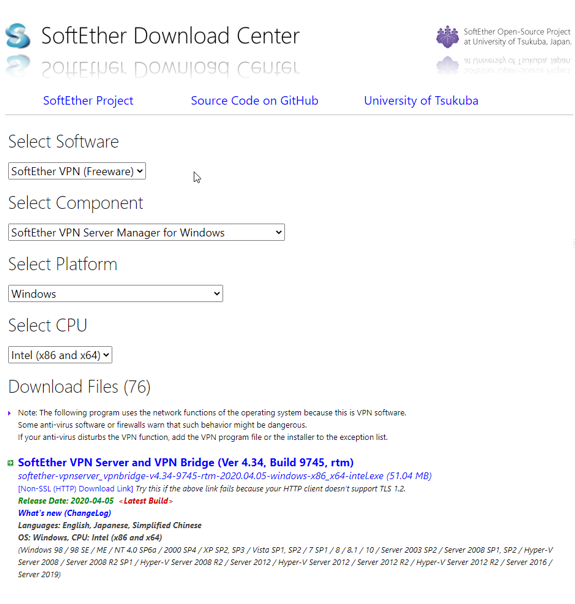 SoftEther Download Center
SoftEther Open-Source Project
at University of Tsukuba, Japan.
SoftEther Project Source Code on GitHub University of Tsukuba
Select Software
SoftEther VPN (Freeware)
Select Component
SoftEther VPN Server Manager for Windows
Select Platform
Windows
Select CPU
Intel (x86 and x64)
Download Files (76)
Note: The following program uses the network functions of the operating system because this is VPN software.
Some anti-virus software or firewalls warn that such behavior might be dangerous.
If your anti-virus disturbs the VPN function, add the VPN program file or the installer to the exception list.
SoftEther VPN Server and VPN Bridge (Ver 4.34, Build 9745, rtm)
softether-vpnserver_vpnbridge-v4.34-9745-rtm-2020.04.05-windows-x86_x64-intel.exe (51.04 MB)
[Non-SSL (HTTP) Download Link] Try this if the above link fails because your HTTP client doesn't support TLS 1.2.
Release Date: 2020-04-05 <Latest Build>
What's new (ChangeLog)
Languages: English, Japanese, Simplified Chinese
OS: Windows, CPU: Intel (x86 and x64)
(Windows 98 / 98 SE / ME / NT 4.0 SP6a / 2000 SP4 / XP SP2, SP3 / Vista SP1, SP2 / 7 SP1 / 8 / 8.1 / 10 / Server 2003 SP2 / Server 2008 SP1, SP2 / Hyper-V
Server 2008 / Server 2008 R2 SP1 / Hyper-V Server 2008 R2 / Server 2012 / Hyper-V Server 2012 / Server 2012 R2 / Hyper-V Server 2012 R2 / Server 2016 /
Server 2019)